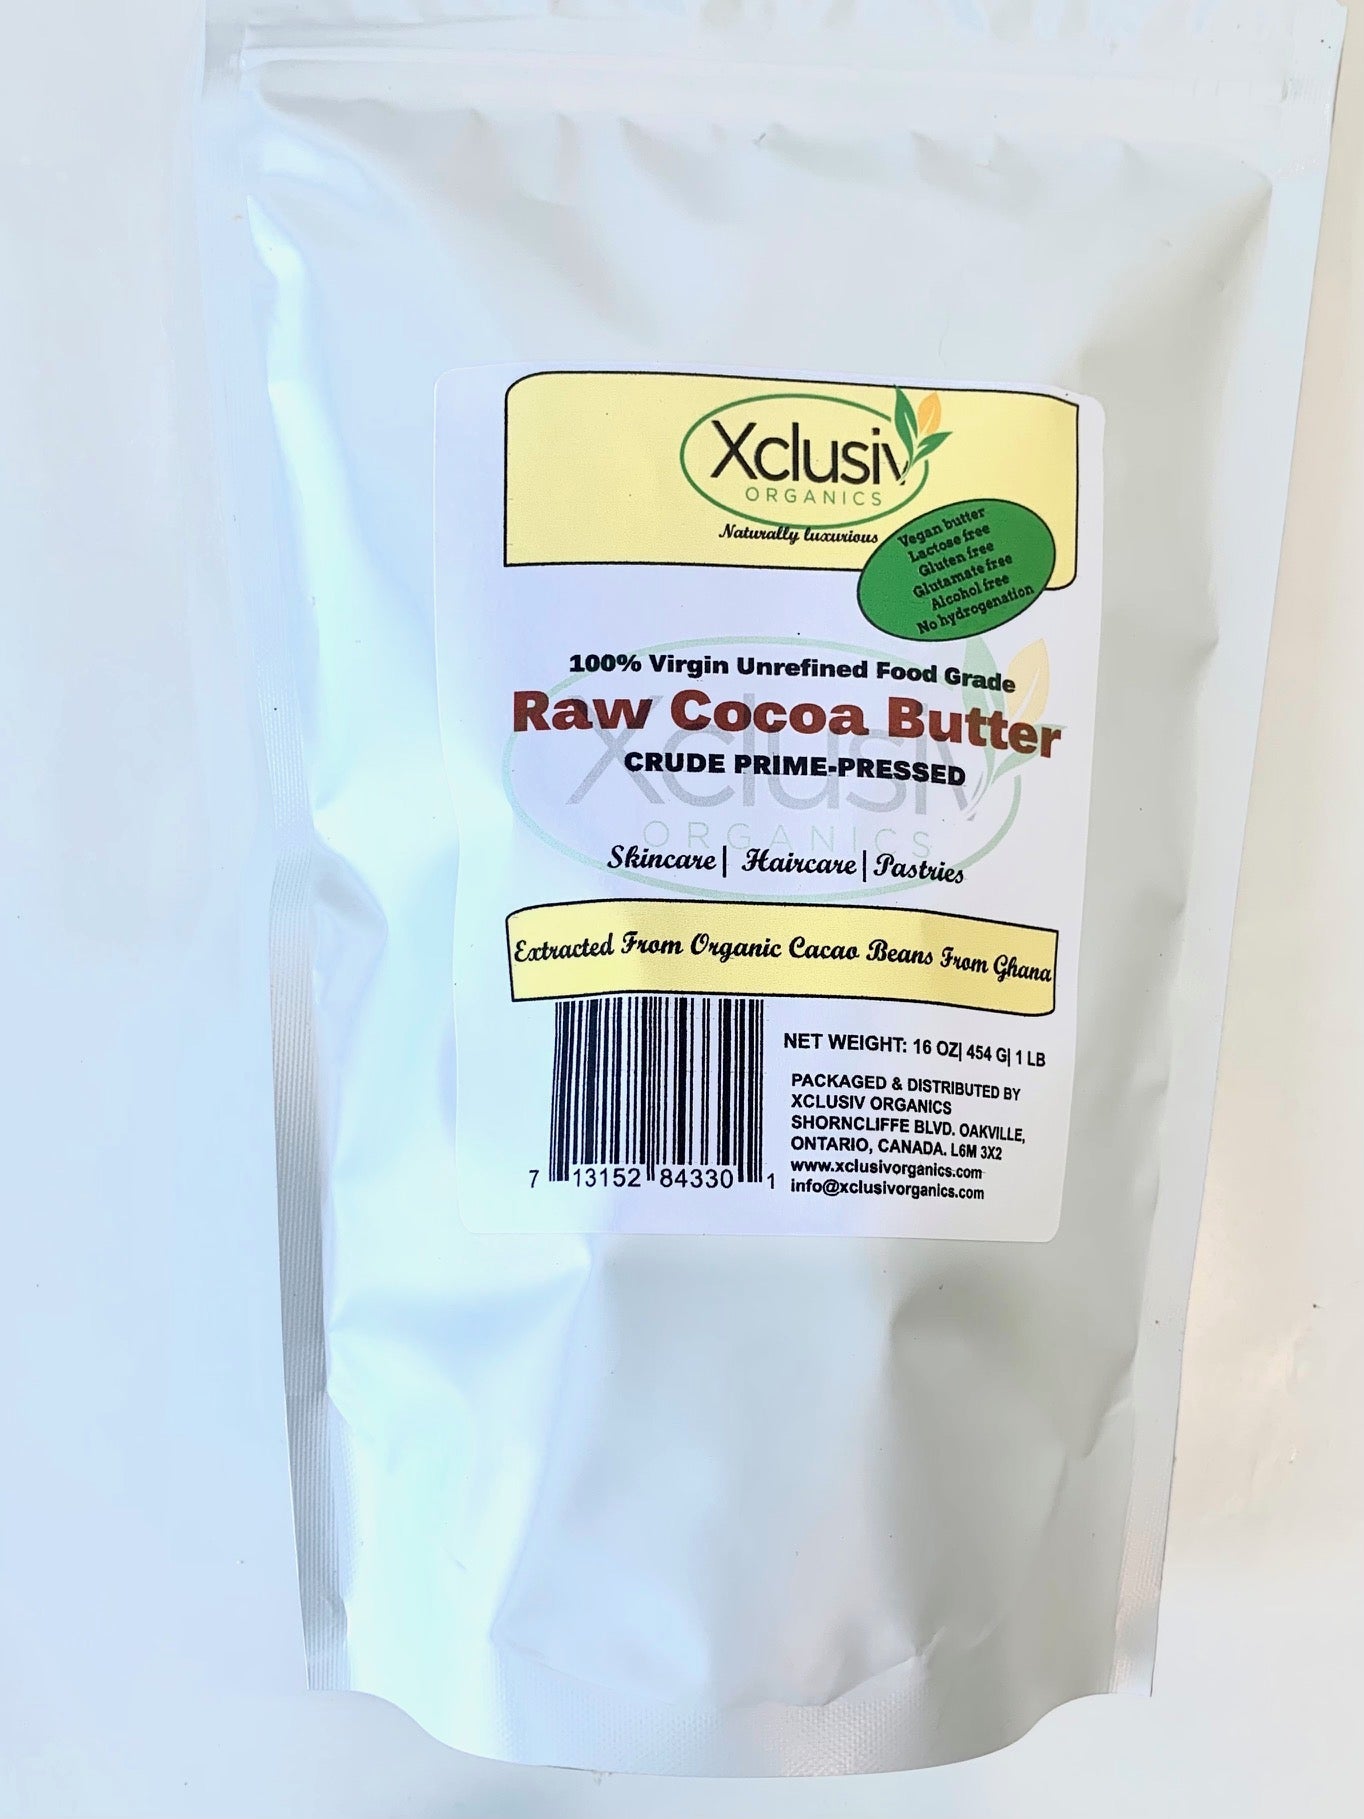 Xclusiv
ORGANICS
Naturally luxurious
Vegan butter
Lactose free
Gluten free
Glutamate free
Alcohol free
No hydrogenation
100% Virgin Unrefined Food Grade
Raw Cocoa Butter
CRUDE PRIME-PRESSED
Xclusiv
ORGANICS
Skincare| Haircare|Pastries
Extracted From Organic Cacao Beans From Ghana
NET WEIGHT: 16 OZ| 454 G| 1 LB
PACKAGED & DISTRIBUTED BY
XCLUSIV ORGANICS
SHORNCLIFFE BLVD. OAKVILLE,
ONTARIO, CANADA. L6M 3X2
www.xclusivorganics.com
info@xclusivorganics.com
7 13152 84330 1